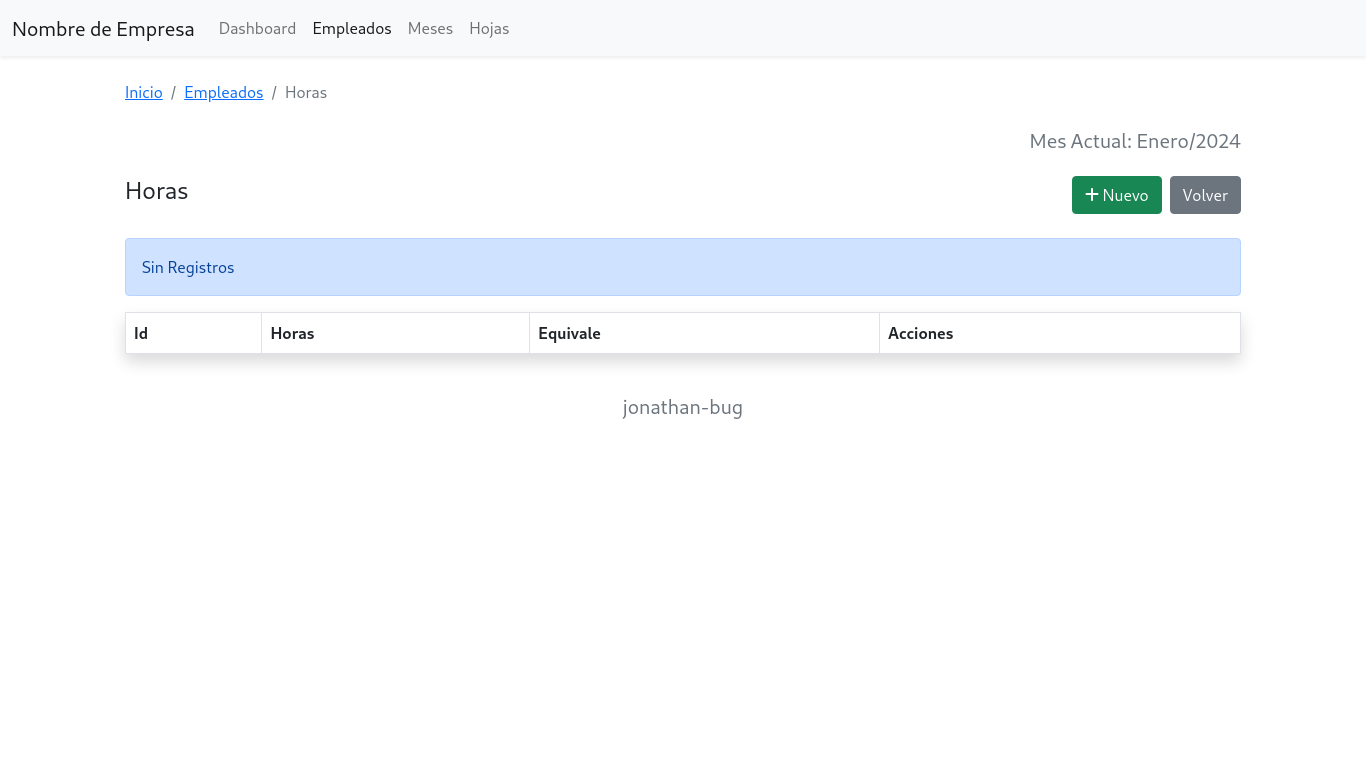 Nombre de Empresa Dashboard Empleados Meses Hojas
Inicio / Empleados / Horas
Mes Actual: Enero/2024
Horas + Nuevo Volver
Sin Registros
Id Horas Equivale Acciones
jonathan-bug